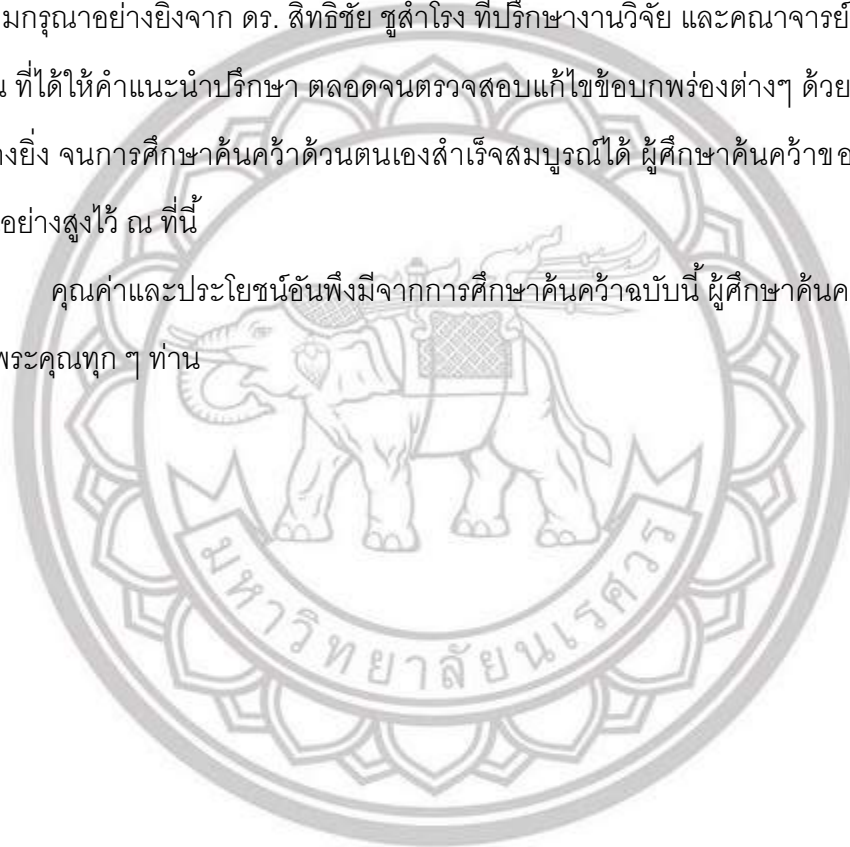 มกรุณาอย่างยิ่งจาก ดร. สิทธิชัย ชูสำโรง ที่ปรึกษางานวิจัย และคณาจารย์
ที่ได้ให้คำแนะนำปรึกษา ตลอดจนตรวจสอบแก้ไขข้อบกพร่องต่างๆ ด้วย
งยิ่ง จนการศึกษาค้นคว้าด้วนตนเองสำเร็จสมบูรณ์ได้ ผู้ศึกษาค้นคว้าขอ
อย่างสูงไว้ ณ ที่นี้
คุณค่าและประโยชน์อันพึงมีจากการศึกษาค้นคว้าฉบับนี้ ผู้ศึกษาค้นค
พระคุณทุก ๆ ท่าน
มหาวิทยาลัยนเรศวร